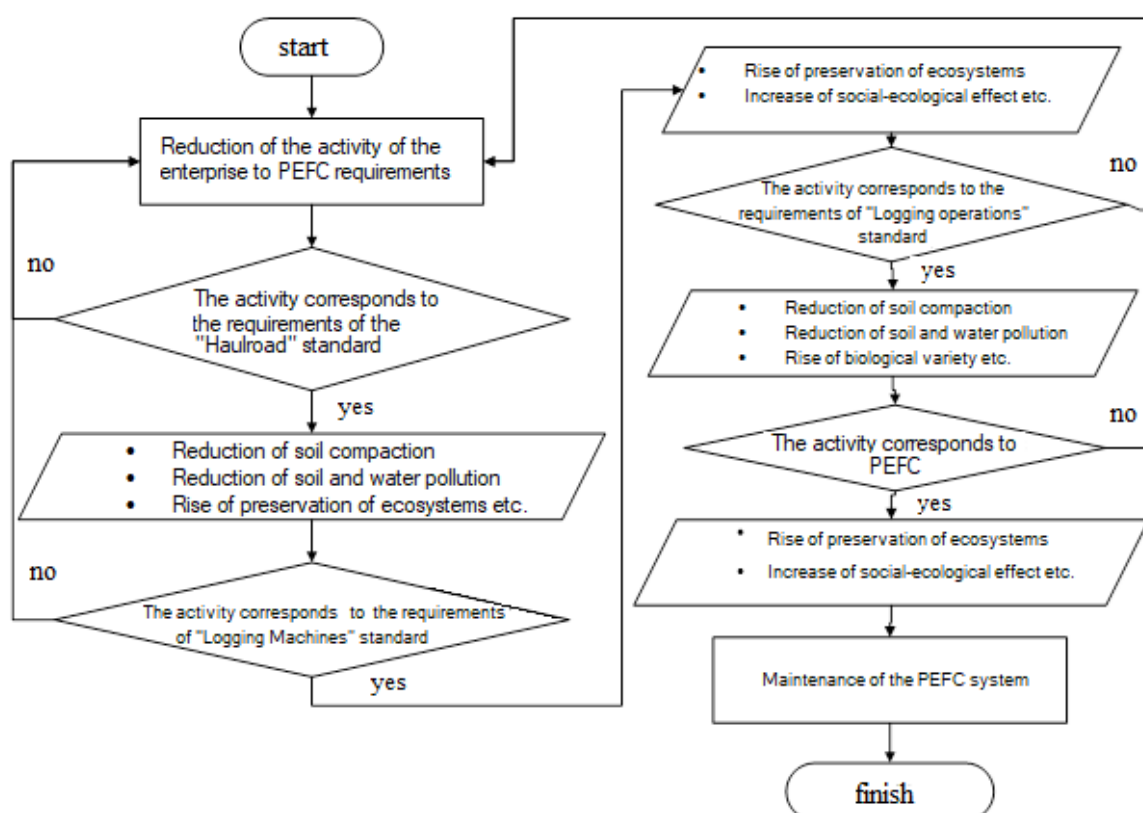 start
Reduction of the activity of the
enterprise to PEFC requirements
no
The activity corresponds to
the requirements of the
"Haulroad" standard
yes
• Reduction of soil compaction
• Reduction of soil and water pollution
• Rise of preservation of ecosystems etc.
no
The activity corresponds to the requirements
of "Logging Machines" standard
yes
• Rise of preservation of ecosystems
• Increase of social-ecological effect etc.
no
The activity corresponds to the
requirements of "Logging operations"
standard
yes
• Reduction of soil compaction
• Reduction of soil and water pollution
• Rise of biological variety etc.
no
The activity corresponds to
PEFC
yes
• Rise of preservation of ecosystems
• Increase of social-ecological effect etc.
Maintenance of the PEFC system
finish